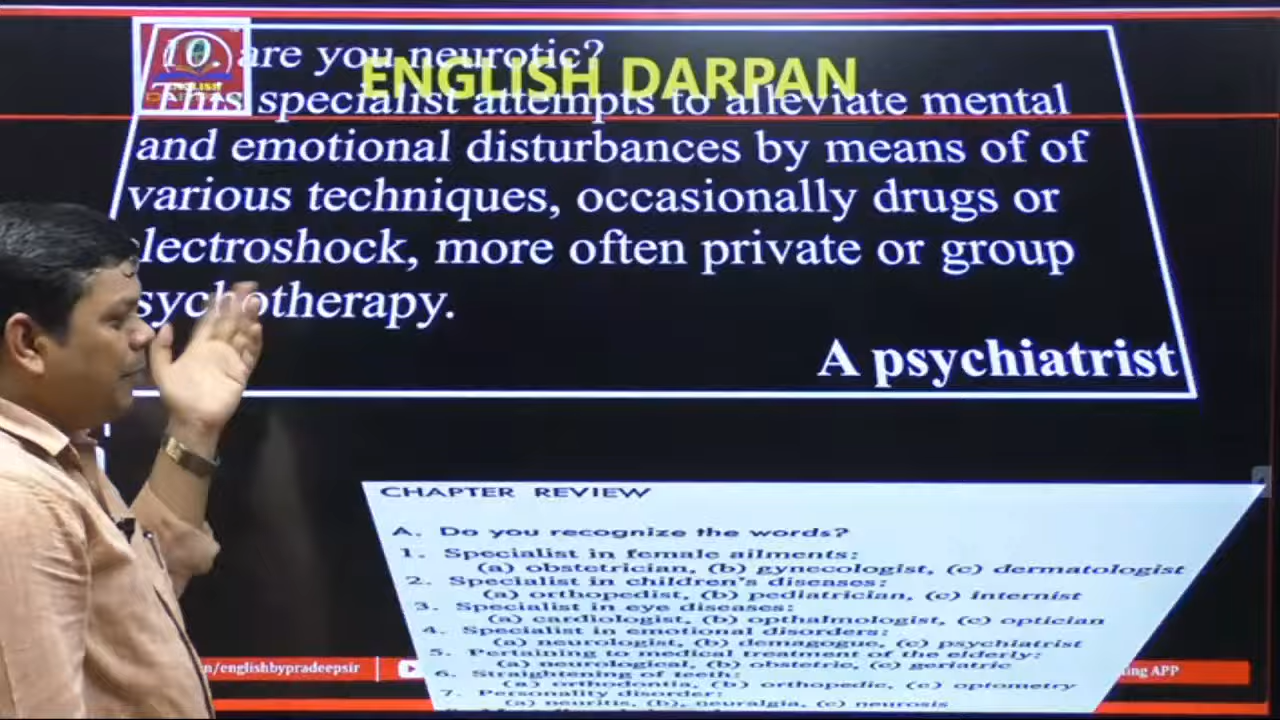 10. are you neurotic?
ENGLISH DARPAN
This specialist attempts to alleviate mental
and emotional disturbances by means of of
various techniques, occasionally drugs or
lectroshock, more often private or group
sychotherapy.
A psychiatrist
CHAPTER REVIEW
A. Do you recognize the words?
1. Specialist in female ailments:
(a) obstetrician, (b) gynecologist, (c) dermatologist
2. Specialist in children's diseases:
(a) orthopedist, (b) pediatrician, (c) internist
3. Specialist in eye diseases:
(a) cardiologist, (b) opthalmologist, (c) optician
4. Specialist in emotional disorders:
(a) neurologist, (b) demagogue, (c) psychiatrist
5. Pertaining to medical treatment of the elderly:
(a) neurological, (b) obstetric, (c) geriatric
6. Straightening of teeth:
(a) orthodontia, (b) orthopedic, (c) optometry
7. Personality disorder:
(a) neuritis, (b), neuralgia, (c) neurosis
n/englishbypradeepsir
ng APP